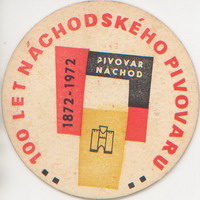 100 LET NÁCHODSKÉHO PIVOVARU
1872-1972
PIVOVAR
NÁCHOD